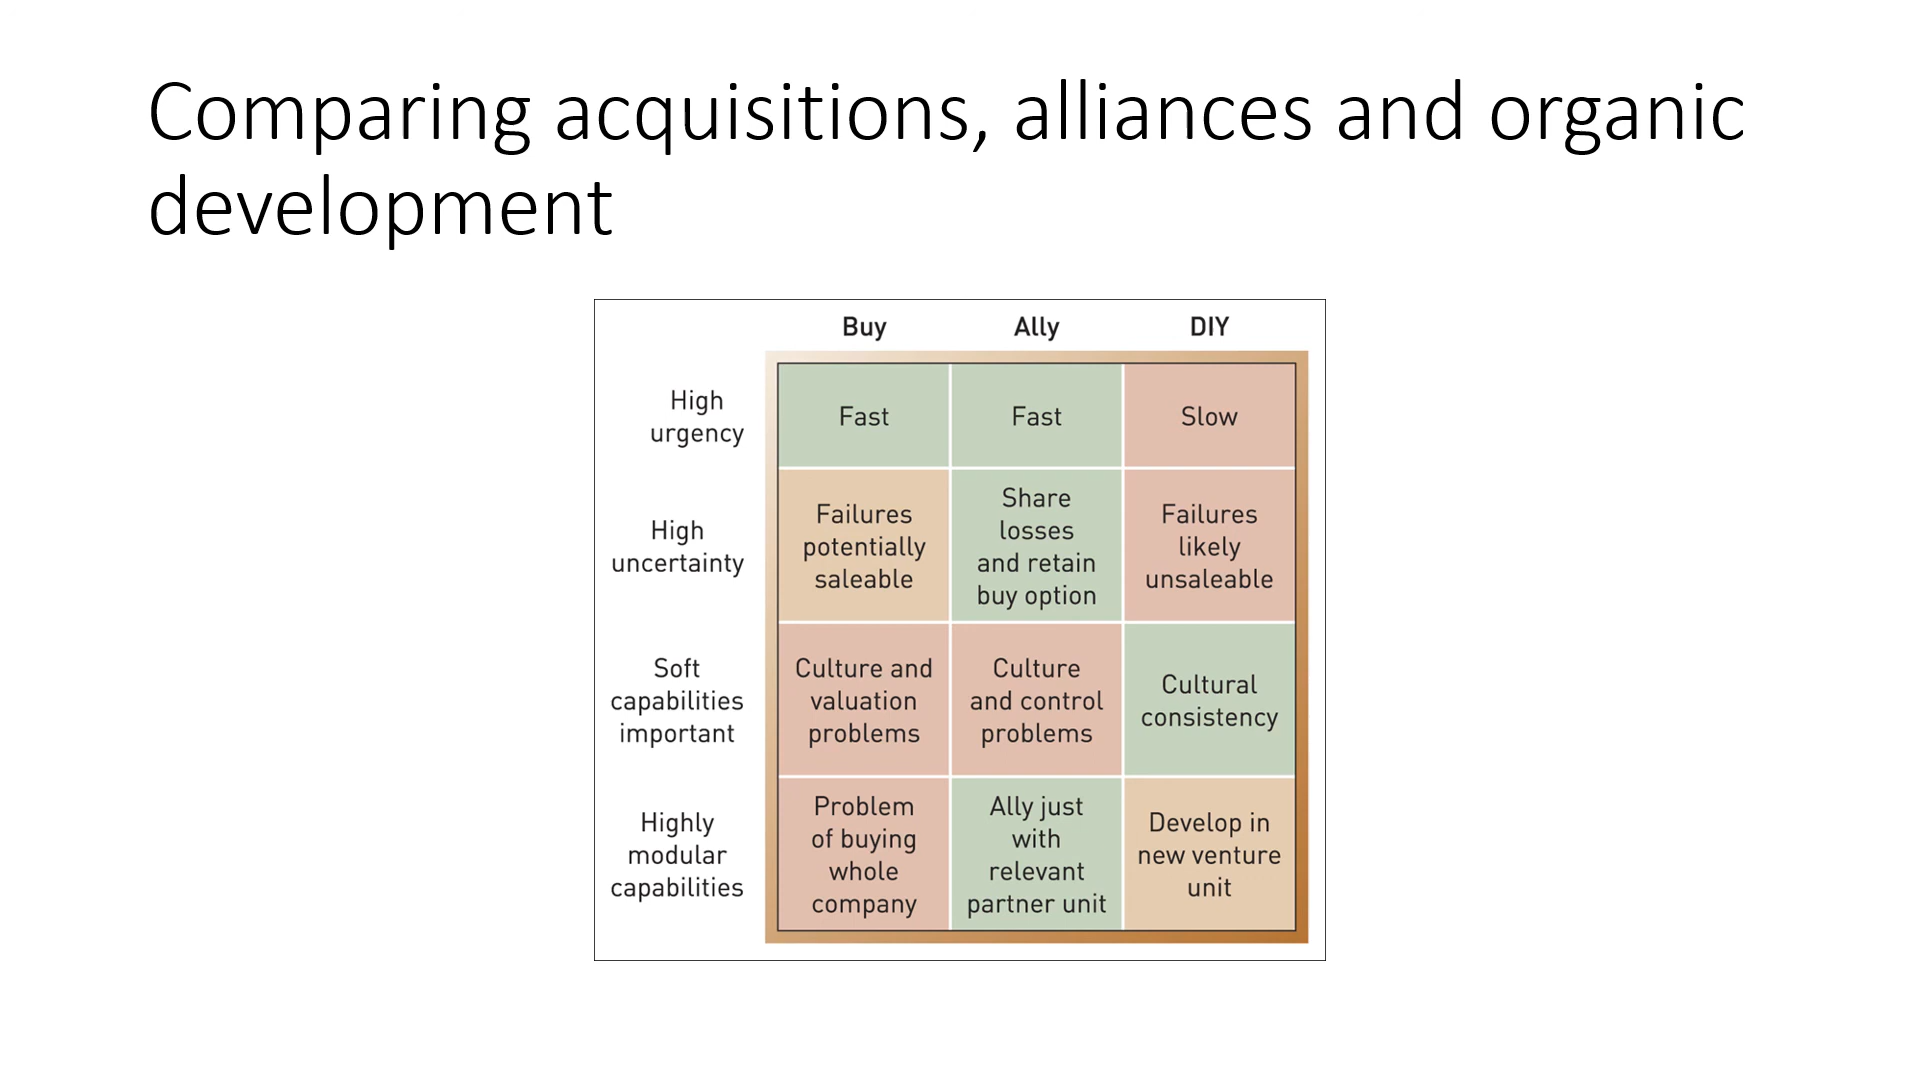 Comparing acquisitions, alliances and organic
development
Buy
Ally
DIY
High
urgency
Fast
Fast
Slow
High
uncertainty
Failures
potentially
saleable
Share
losses
and retain
buy option
Failures
likely
unsaleable
Soft
capabilities
important
Culture and
valuation
problems
Culture
and control
problems
Cultural
consistency
Highly
modular
capabilities
Problem
of buying
whole
company
Ally just
with
relevant
partner unit
Develop in
new venture
unit